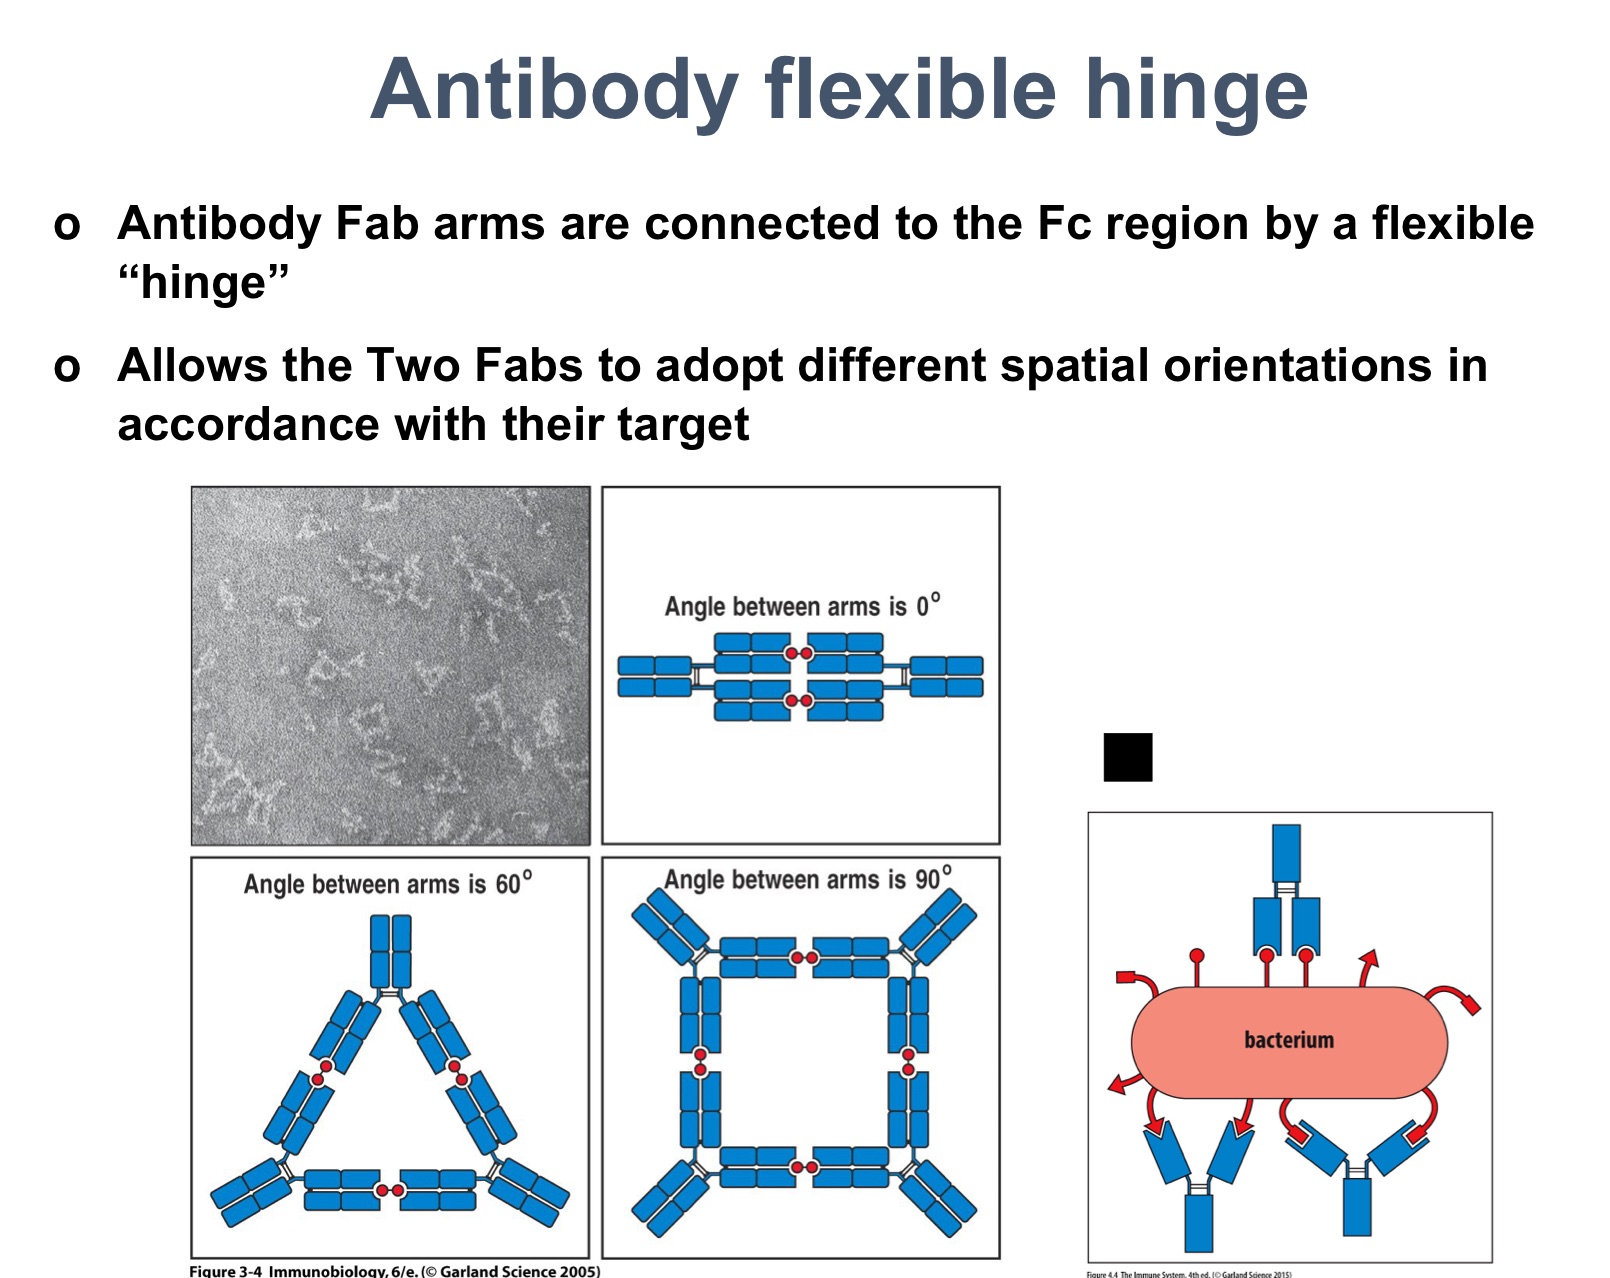 Antibody flexible hinge
o Antibody Fab arms are connected to the Fc region by a flexible
“hinge”
o Allows the Two Fabs to adopt different spatial orientations in
accordance with their target
Angle between arms is 0°
Angle between arms is 60°
Angle between arms is 90°
bacterium
Figure 3-4 Immunobiology, 6/e. (© Garland Science 2005)
Figure 4.4 The Immune System, 4th ed. (© Garland Science 2015)